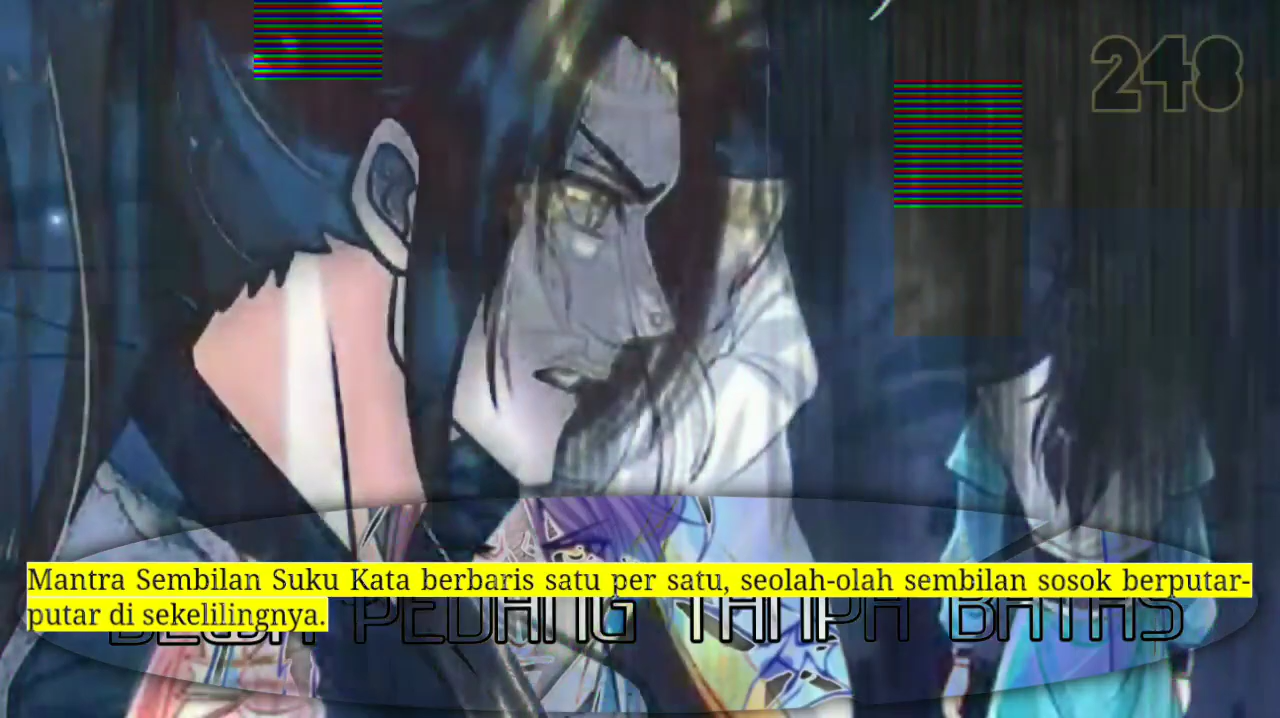 248
Mantra Sembilan Suku Kata berbaris satu per satu, seolah-olah sembilan sosok berputar-
putar di sekelilingnya.
DEWA PEDANG TANPA BATAS